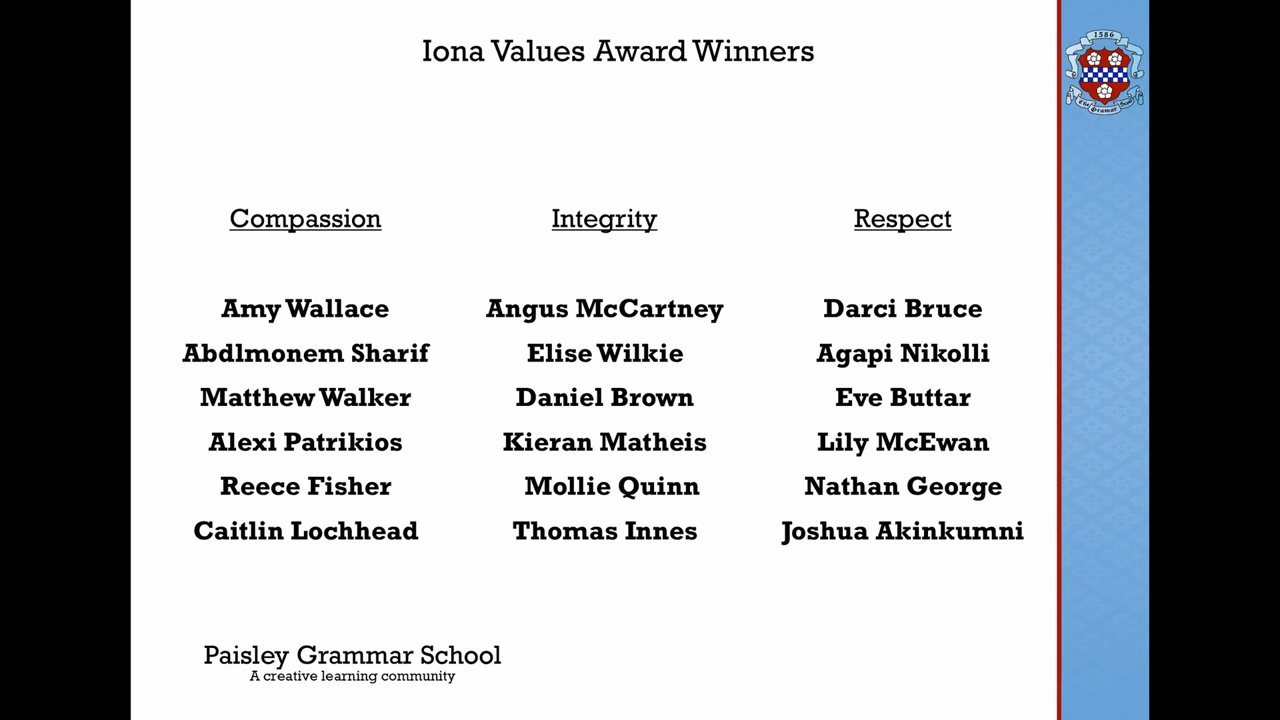 Iona Values Award Winners
1586
Compassion Integrity Respect
Amy Wallace Angus McCartney Darci Bruce
Abdlmonem Sharif Elise Wilkie Agapi Nikolli
Matthew Walker Daniel Brown Eve Buttar
Alexi Patrikios Kieran Matheis Lily McEwan
Reece Fisher Mollie Quinn Nathan George
Caitlin Lochhead Thomas Innes Joshua Akinkumni
Paisley Grammar School
A creative learning community